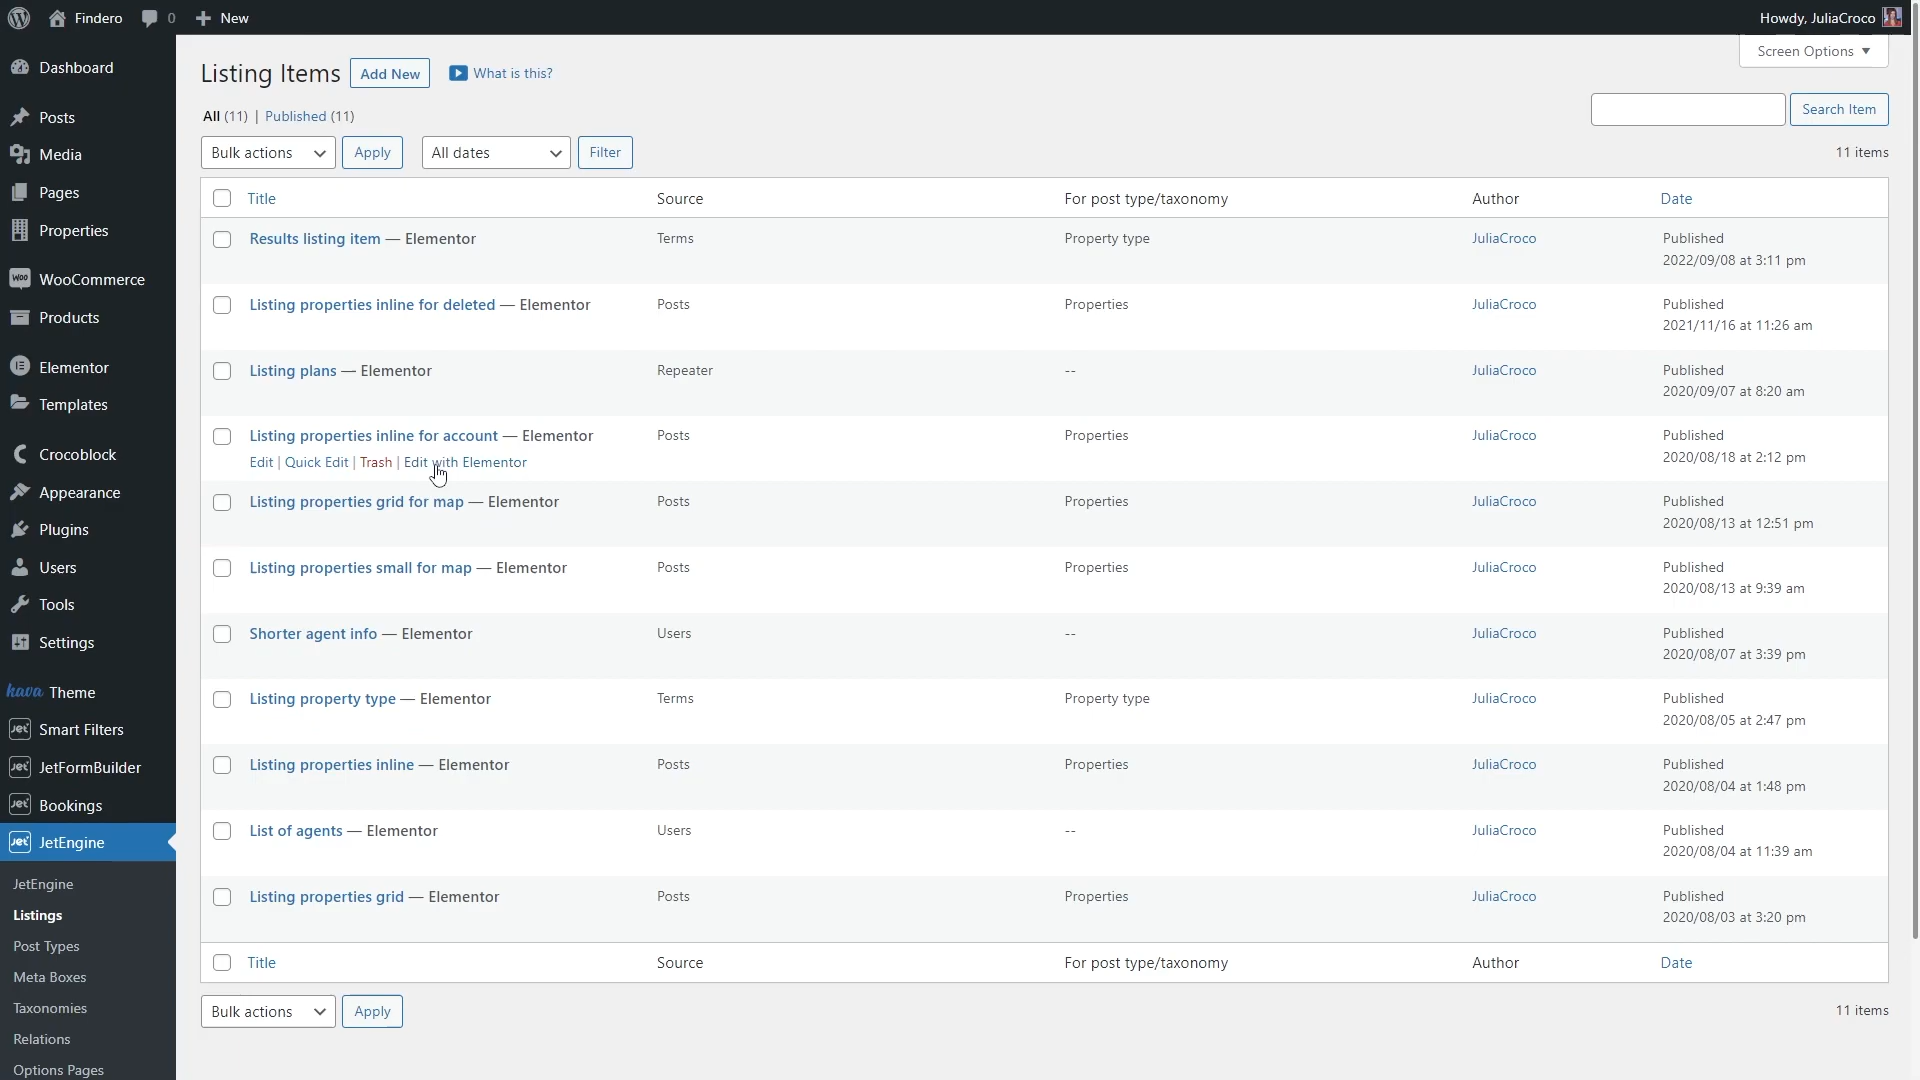 Findero 0 New Howdy, JuliaCroco
Screen Options
Dashboard
Posts
Media
Pages
Properties
WooCommerce
Products
Elementor
Templates
Crocoblock
Appearance
Plugins
Users
Tools
Settings
kava Theme
Smart Filters
JetFormBuilder
Bookings
JetEngine
JetEngine
Listings
Post Types
Meta Boxes
Taxonomies
Relations
Options Pages
Listing Items Add New What is this?
All (11) | Published (11)
Search Item
Bulk actions Apply All dates Filter 11 items
Title Source For post type/taxonomy Author Date
Results listing item — Elementor Terms Property type JuliaCroco Published
2022/09/08 at 3:11 pm
Listing properties inline for deleted — Elementor Posts Properties JuliaCroco Published
2021/11/16 at 11:26 am
Listing plans — Elementor Repeater -- JuliaCroco Published
2020/09/07 at 8:20 am
Listing properties inline for account — Elementor Posts Properties JuliaCroco Published
Edit | Quick Edit | Trash | Edit with Elementor 2020/08/18 at 2:12 pm
Listing properties grid for map — Elementor Posts Properties JuliaCroco Published
2020/08/13 at 12:51 pm
Listing properties small for map — Elementor Posts Properties JuliaCroco Published
2020/08/13 at 9:39 am
Shorter agent info — Elementor Users -- JuliaCroco Published
2020/08/07 at 3:39 pm
Listing property type — Elementor Terms Property type JuliaCroco Published
2020/08/05 at 2:47 pm
Listing properties inline — Elementor Posts Properties JuliaCroco Published
2020/08/04 at 1:48 pm
List of agents — Elementor Users -- JuliaCroco Published
2020/08/04 at 11:39 am
Listing properties grid — Elementor Posts Properties JuliaCroco Published
2020/08/03 at 3:20 pm
Title Source For post type/taxonomy Author Date
Bulk actions Apply 11 items